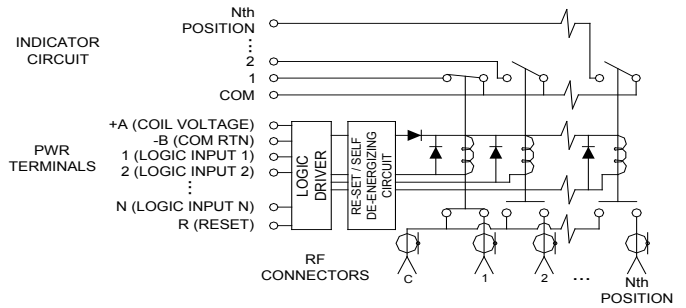 Nth
POSITION
⋮
INDICATOR
CIRCUIT
2
1
COM
+A (COIL VOLTAGE)
-B (COM RTN)
PWR
TERMINALS
1 (LOGIC INPUT 1)
2 (LOGIC INPUT 2)
⋮
N (LOGIC INPUT N)
R (RESET)
LOGIC
DRIVER
RE-SET / SELF
DE-ENERGIZING
CIRCUIT
RF
CONNECTORS
C
1
2
...
Nth
POSITION